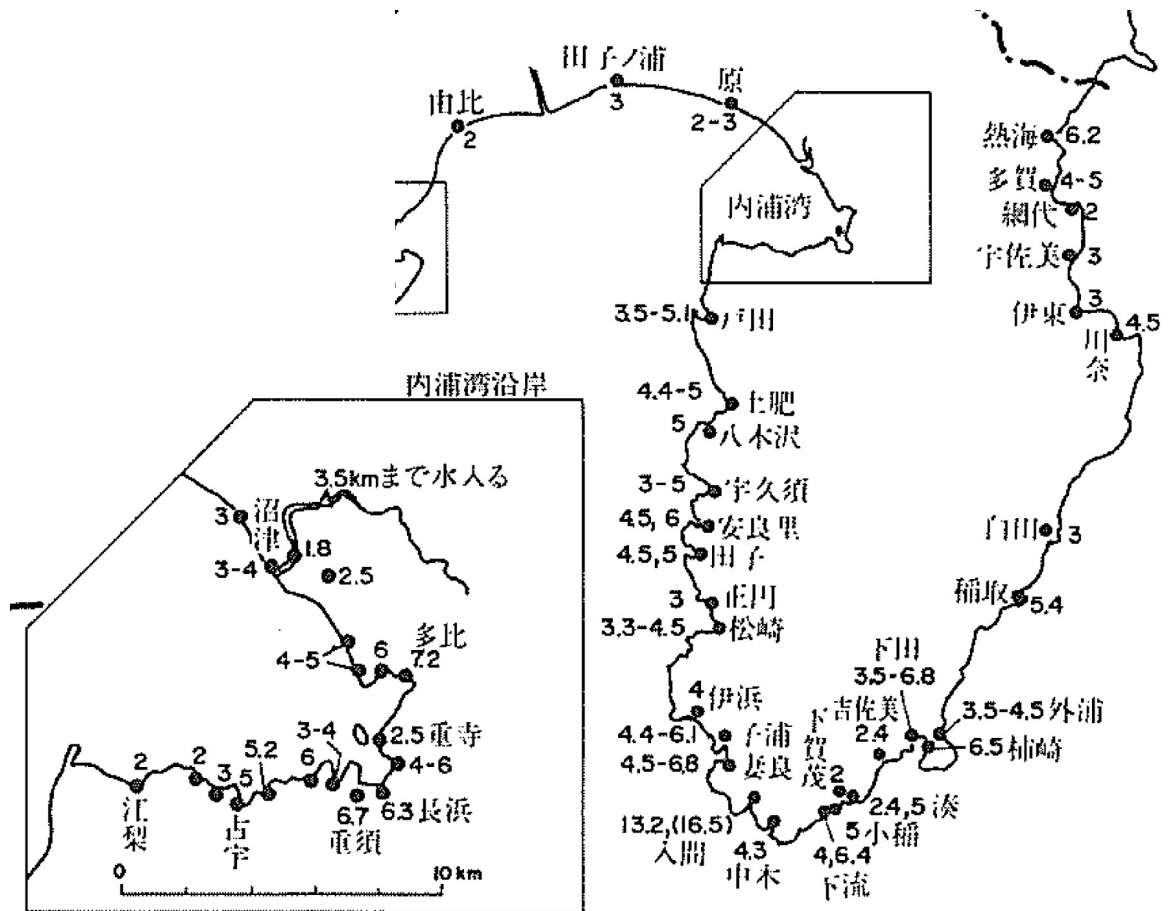 田子ノ浦
3
原
2-3
由比
2
熱海
6.2
多賀
4-5
網代
2
内浦湾
宇佐美
3
伊東
3
川奈
4.5
3.5-5.1
戸田
4.4-5
土肥
5
八木沢
3-5
宇久須
4.5, 6
安良里
4.5, 5
田子
3
正円
3.3-4.5
松崎
白田
3
稲取
5.4
4
伊浜
4.4-6.1
子浦
4.5-6.8
妻良
13.2,(16.5)
入間
4.3
中木
4,6.4
下流
5
小稲
2.4,5
湊
2
下賀茂
吉佐美
2.4
下田
3.5-6.8
3.5-4.5
外浦
6.5
柿崎
内浦湾沿岸
3.5kmまで水入る
3
沼津
1.8
3-4
2.5
多比
4-5
6
7.2
2.5
重寺
3-4
4-6
6
5.2
6.3
長浜
6.7
重須
2
2
3.5
江梨
古宇
0
10 km